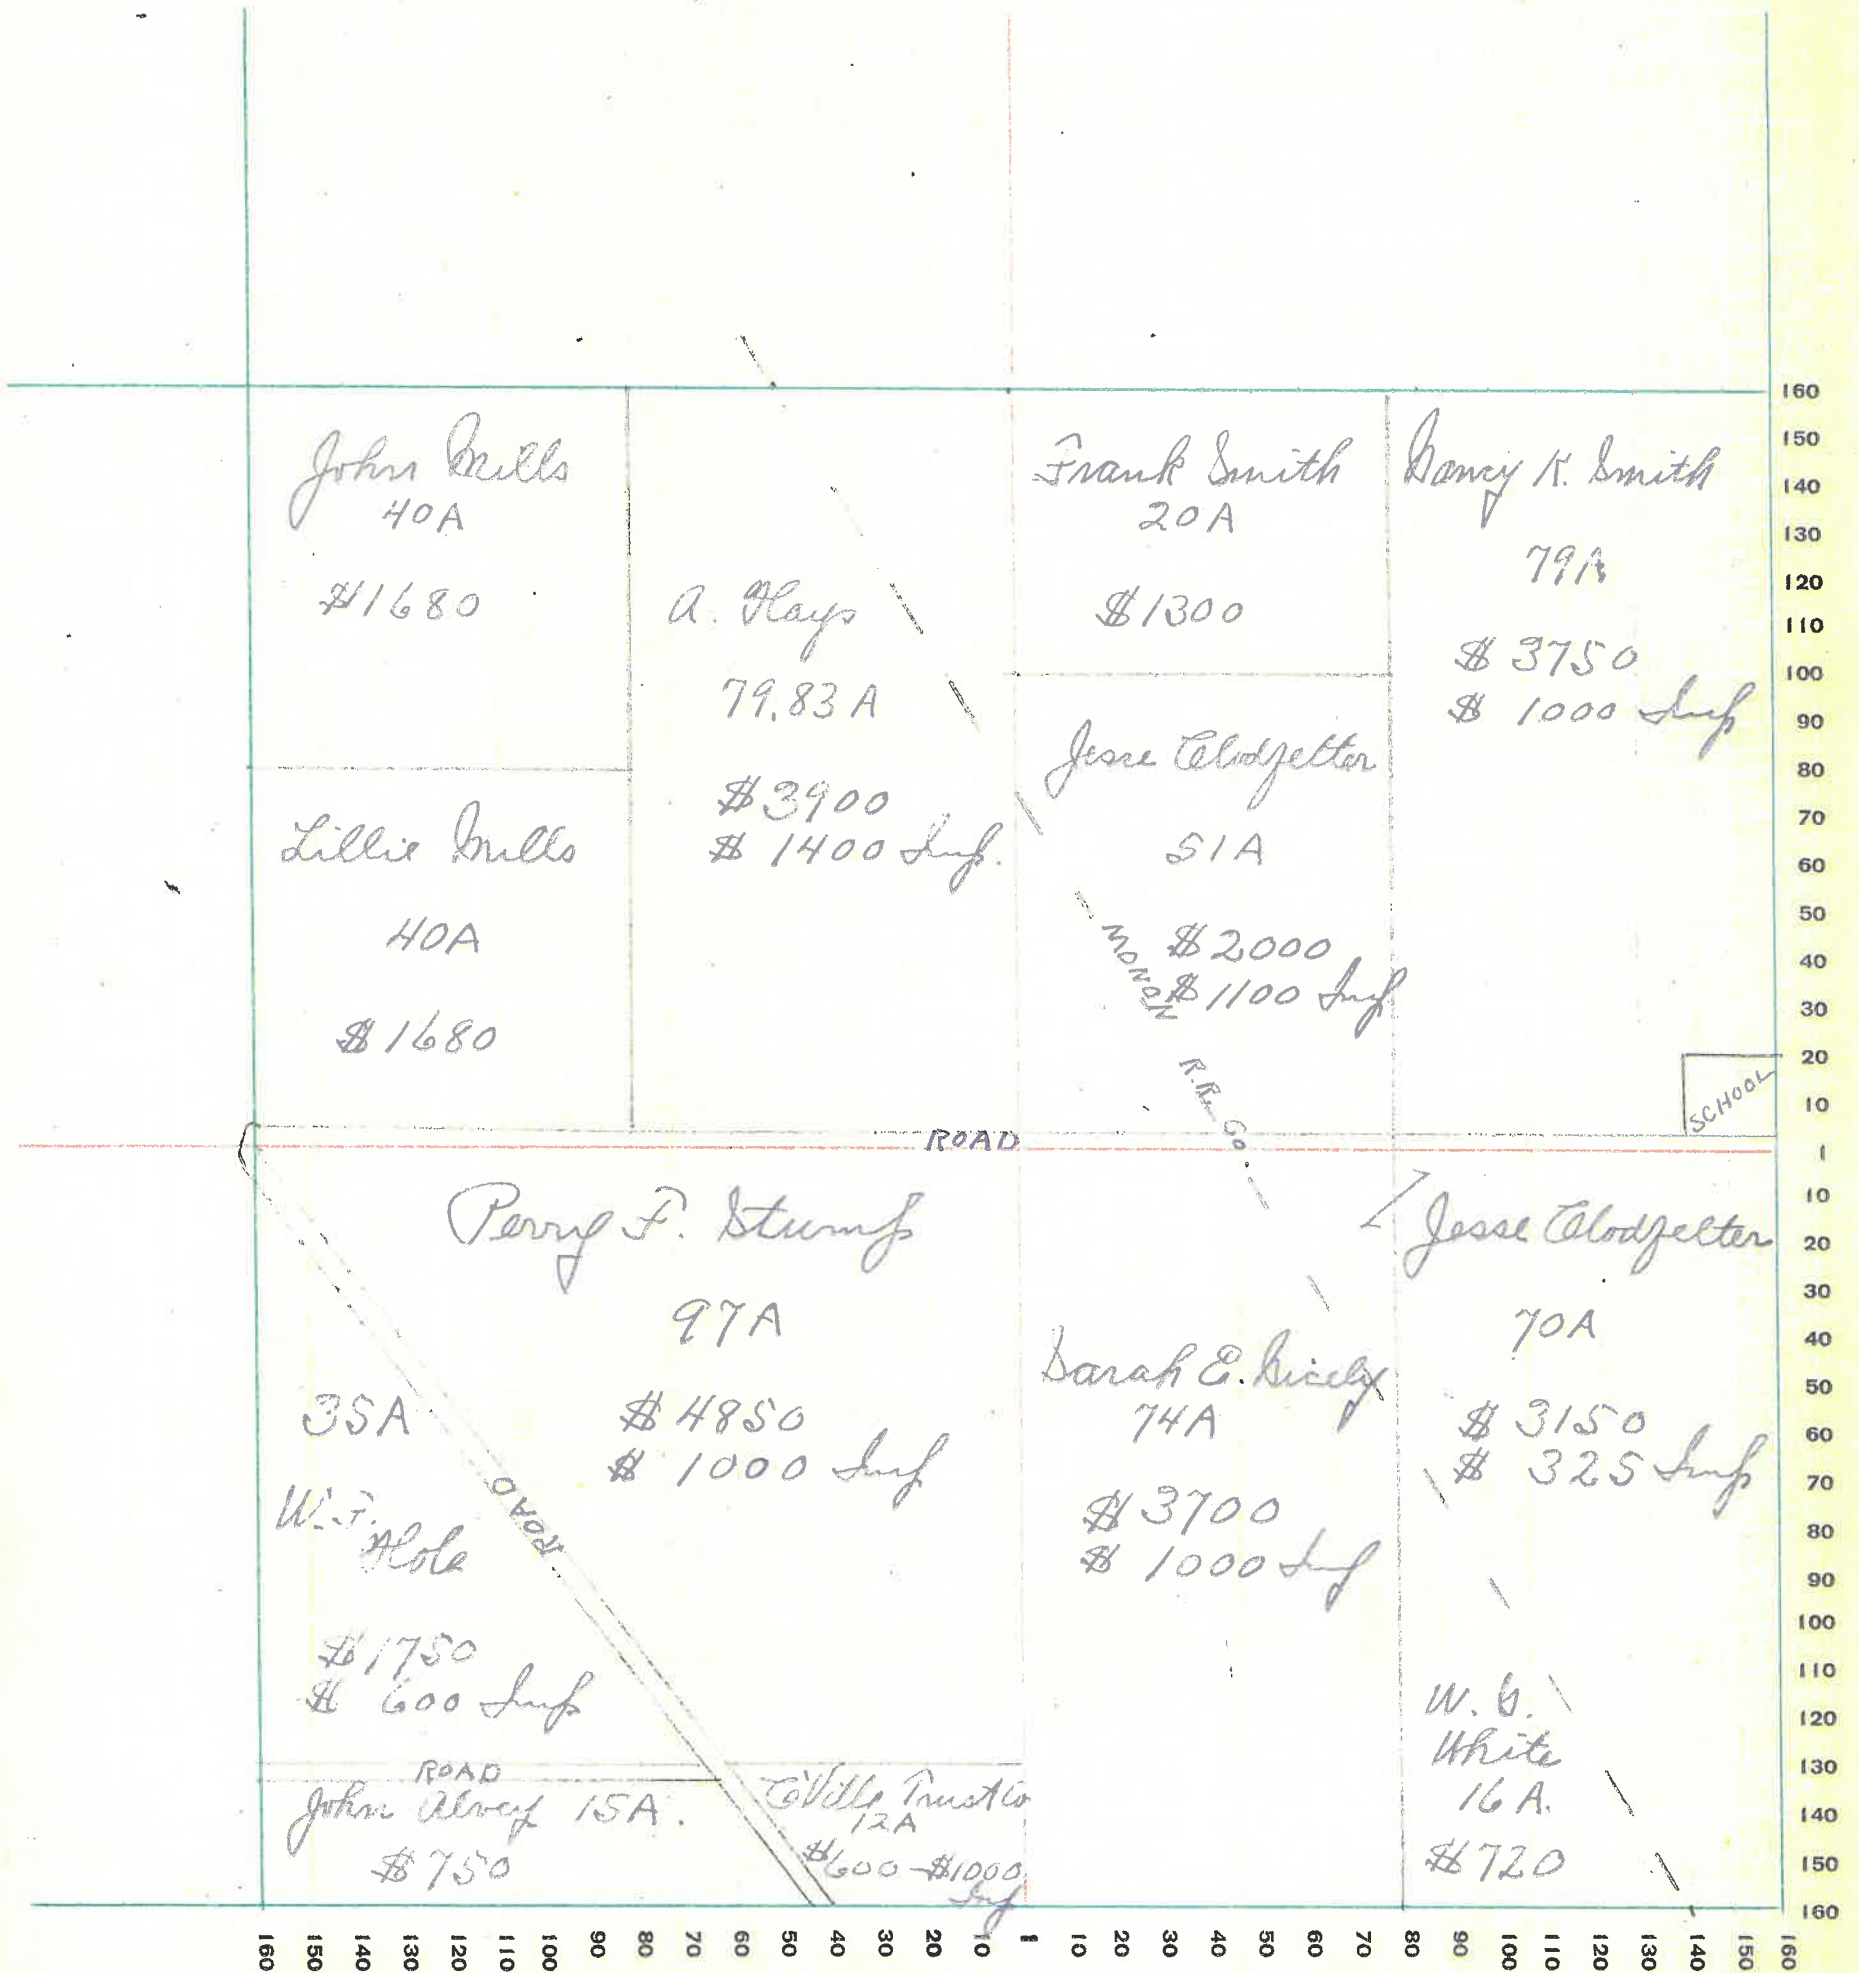 John Mills
40A
$1680
Lillie Mills
40A
$1680
A. Hays
79.83 A
$3900
$ 1400 Imp.
Frank Smith
20A
$1300
Nancy K. Smith
79A
$ 3750
$ 1000 Imp
Jesse Clodfelter
51A
$2000
$1100 Imp
MONON R.R. Co.
SCHOOL
ROAD
Perry F. Stump
97A
$ 4850
$ 1000 Imp
35A
W. F.
$1750
$ 600 Imp
ROAD
ROAD
John Alvey 15A.
$750
C'Ville Trust Co
12A
$600 - $1000
Imp
Sarah E.
74A
$3700
$ 1000 Imp
Jesse Clodfelter
70A
$ 3150
$ 325 Imp
W.
White
16 A.
$720
160
150
140
130
120
110
100
90
80
70
60
50
40
30
20
10
1
10
20
30
40
50
60
70
80
90
100
110
120
130
140
150
160
160 150 140 130 120 110 100 90 80 70 60 50 40 30 20 10 1 10 20 30 40 50 60 70 80 90 100 110 120 130 140 150 160